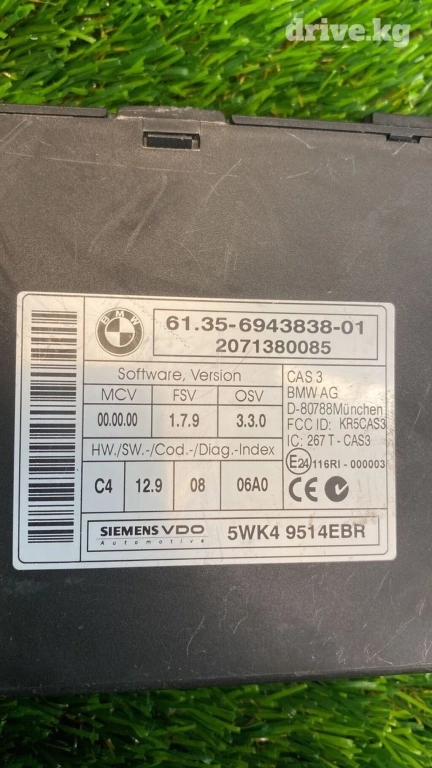 drive.kg
BMW
61.35-6943838-01
2071380085
Software, Version
MCV FSV OSV
00.00.00 1.7.9 3.3.0
HW./SW.-/Cod.-/Diag.-Index
C4 12.9 08 06A0
CAS 3
BMW AG
D-80788München
FCC ID: KR5CAS3
IC: 267 T - CAS3
E24 116RI - 000003
CE
SIEMENS VDO
Automotive
5WK4 9514EBR